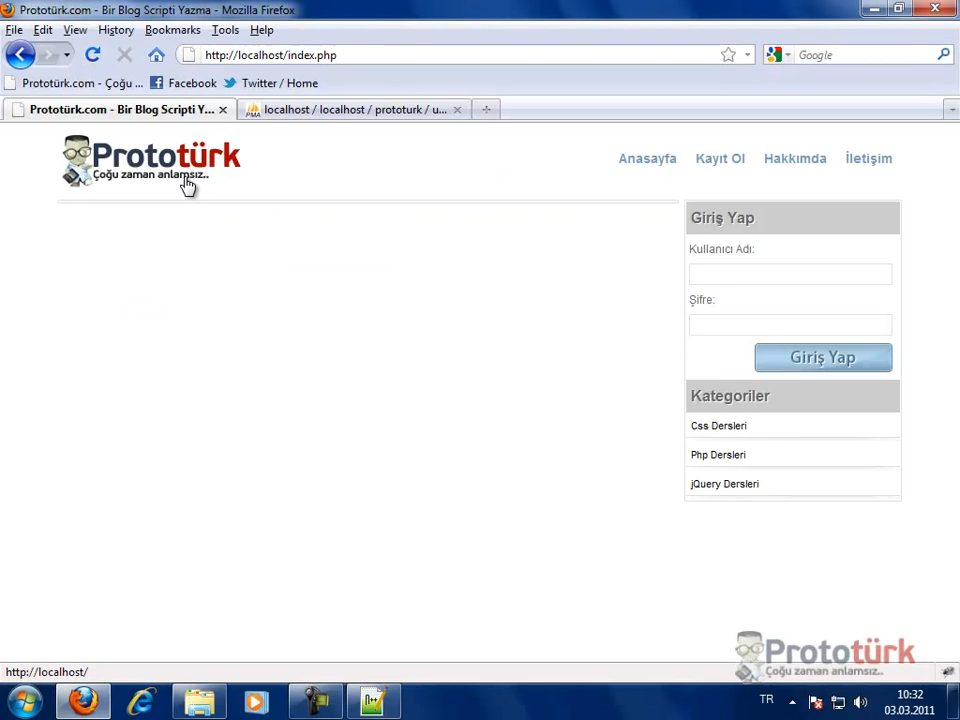 Prototürk.com - Bir Blog Scripti Yazma - Mozilla Firefox
File Edit View History Bookmarks Tools Help
http://localhost/index.php
Google
Prototürk.com - Çoğu ... Facebook Twitter / Home
Prototürk.com - Bir Blog Scripti Y... localhost / localhost / prototurk / u...
PMA
Prototürk
Çoğu zaman anlamsız..
Anasayfa Kayıt Ol Hakkımda İletişim
Giriş Yap
Kullanıcı Adı:
Şifre:
Giriş Yap
Kategoriler
Css Dersleri
Php Dersleri
jQuery Dersleri
Prototürk
Çoğu zaman anlamsız..
http://localhost/
TR
10:32
03.03.2011